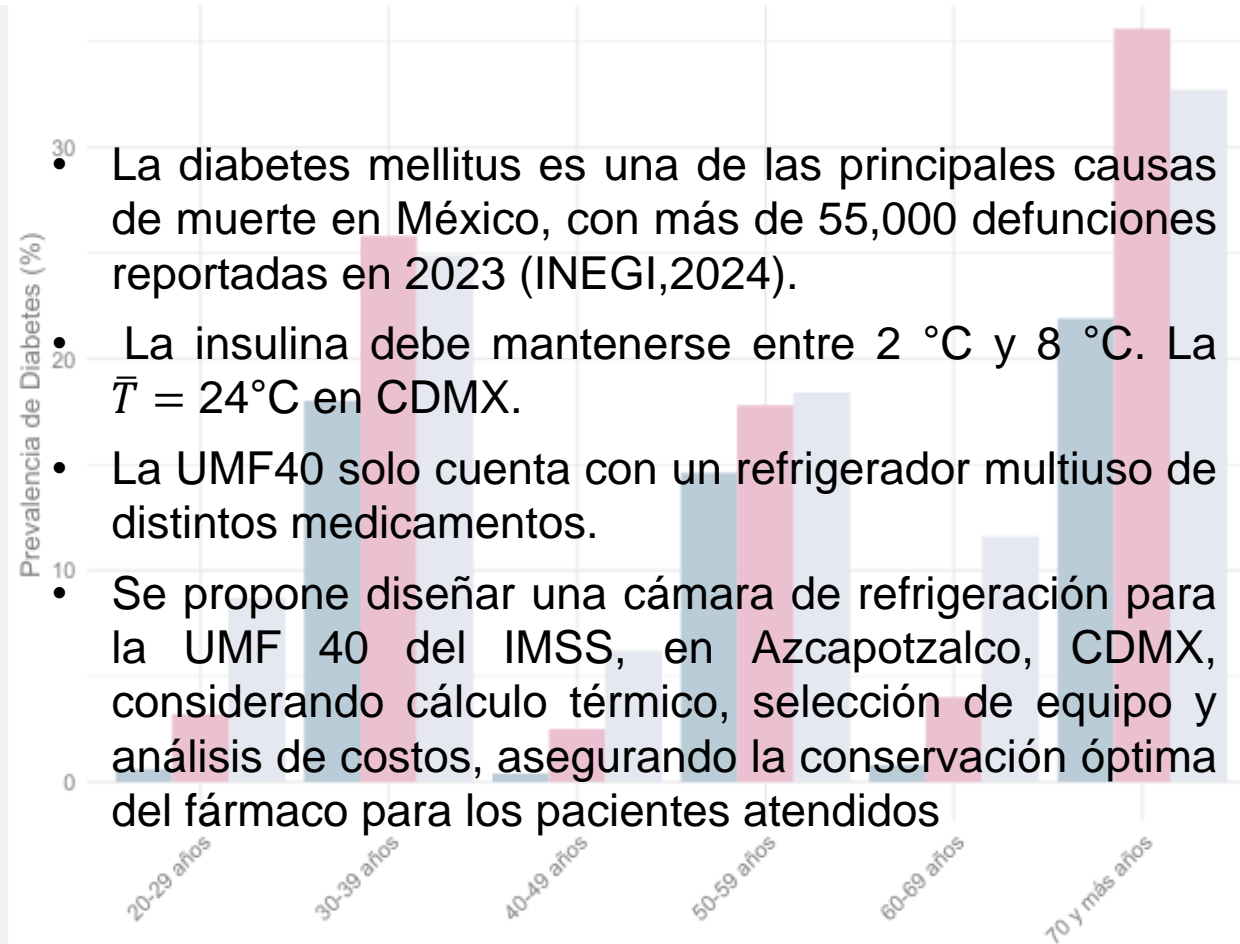 30
• La diabetes mellitus es una de las principales causas
de muerte en México, con más de 55,000 defunciones
reportadas en 2023 (INEGI,2024).
• La insulina debe mantenerse entre 2 °C y 8 °C. La
T̄ = 24°C en CDMX.
20
• La UMF40 solo cuenta con un refrigerador multiuso de
distintos medicamentos.
10
• Se propone diseñar una cámara de refrigeración para
la UMF 40 del IMSS, en Azcapotzalco, CDMX,
considerando cálculo térmico, selección de equipo y
análisis de costos, asegurando la conservación óptima
del fármaco para los pacientes atendidos
0
Prevalencia de Diabetes (%)
20-29 años
30-39 años
40-49 años
50-59 años
60-69 años
70 y más años